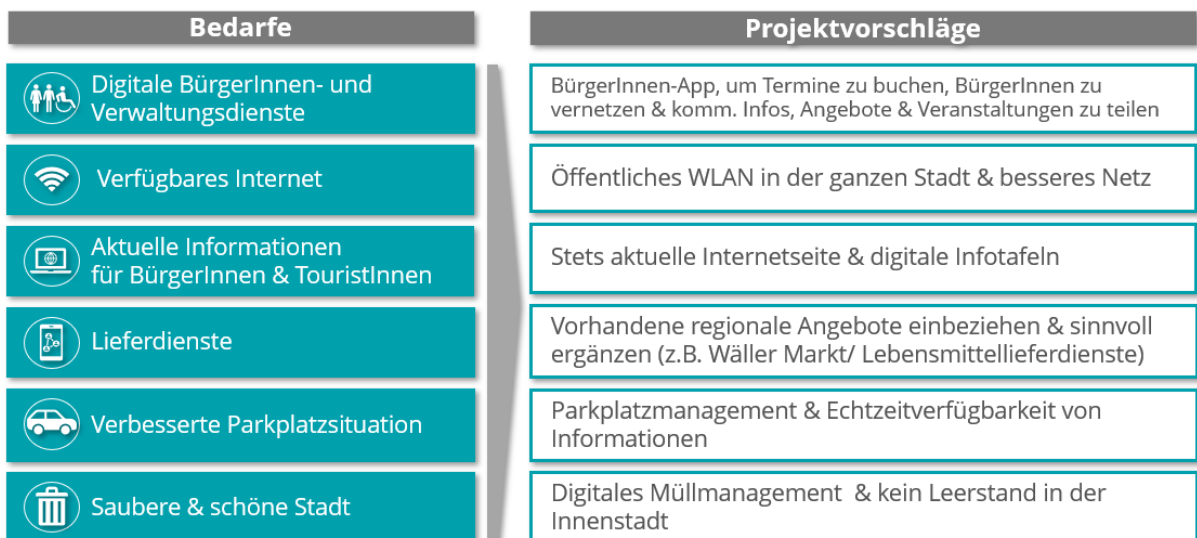 Bedarfe
Projektvorschläge
Digitale BürgerInnen- und
Verwaltungsdienste
BürgerInnen-App, um Termine zu buchen, BürgerInnen zu
vernetzen & komm. Infos, Angebote & Veranstaltungen zu teilen
Verfügbares Internet
Öffentliches WLAN in der ganzen Stadt & besseres Netz
Aktuelle Informationen
für BürgerInnen & TouristInnen
Stets aktuelle Internetseite & digitale Infotafeln
Lieferdienste
Vorhandene regionale Angebote einbeziehen & sinnvoll
ergänzen (z.B. Wäller Markt/ Lebensmittellieferdienste)
Verbesserte Parkplatzsituation
Parkplatzmanagement & Echtzeitverfügbarkeit von
Informationen
Saubere & schöne Stadt
Digitales Müllmanagement & kein Leerstand in der
Innenstadt